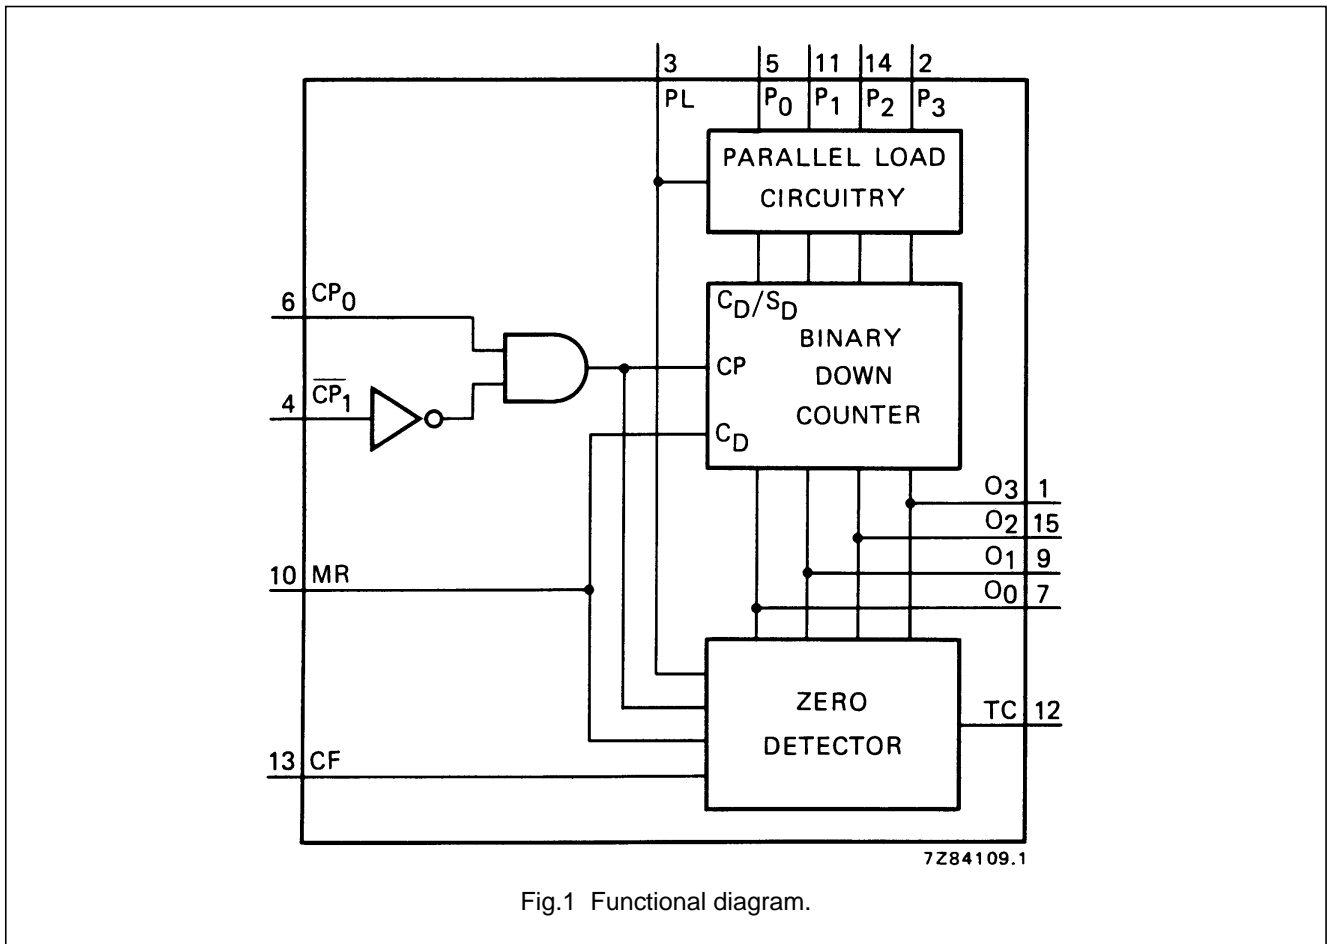 3 5 11 14 2
PL P0 P1 P2 P3
PARALLEL LOAD
CIRCUITRY
6 CP0
CD/SD
BINARY
CP
DOWN
4 C̅P̅1
COUNTER
CD
O3 1
O2 15
O1 9
10 MR
O0 7
ZERO
TC 12
DETECTOR
13 CF
7Z84109.1
Fig.1 Functional diagram.